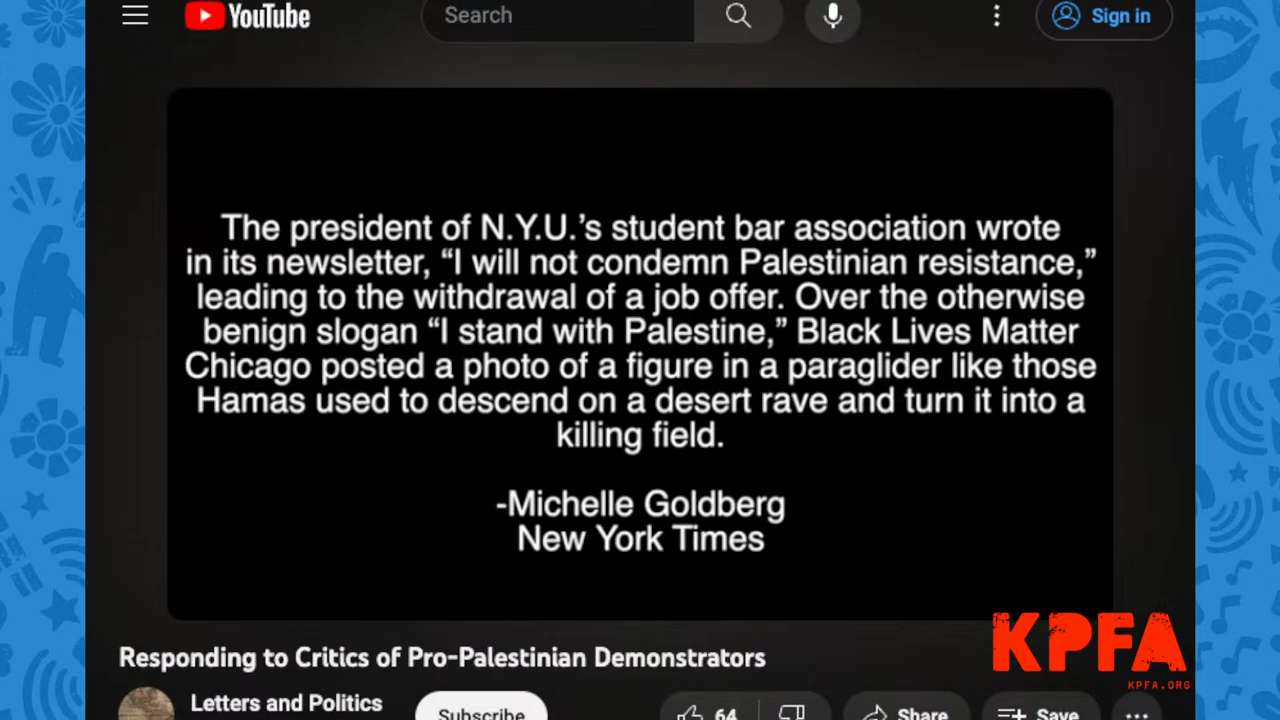 YouTube
Search
Sign in
The president of N.Y.U.’s student bar association wrote
in its newsletter, “I will not condemn Palestinian resistance,”
leading to the withdrawal of a job offer. Over the otherwise
benign slogan “I stand with Palestine,” Black Lives Matter
Chicago posted a photo of a figure in a paraglider like those
Hamas used to descend on a desert rave and turn it into a
killing field.
-Michelle Goldberg
New York Times
KPFA
KPFA.ORG
Responding to Critics of Pro-Palestinian Demonstrators
Letters and Politics
Subscribe
64
Share
Save